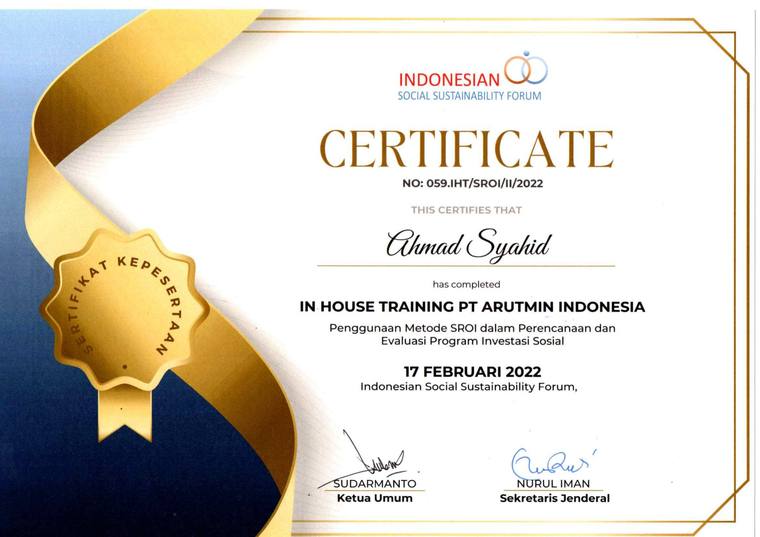 INDONESIAN
SOCIAL SUSTAINABILITY FORUM
CERTIFICATE
NO: 059.IHT/SROI/II/2022
THIS CERTIFIES THAT
Ahmad Syahid
has completed
IN HOUSE TRAINING PT ARUTMIN INDONESIA
Penggunaan Metode SROI dalam Perencanaan dan
Evaluasi Program Investasi Sosial
17 FEBRUARI 2022
Indonesian Social Sustainability Forum,
SERTIFIKAT KEPESERTAAN
SUDARMANTO
Ketua Umum
NURUL IMAN
Sekretaris Jenderal